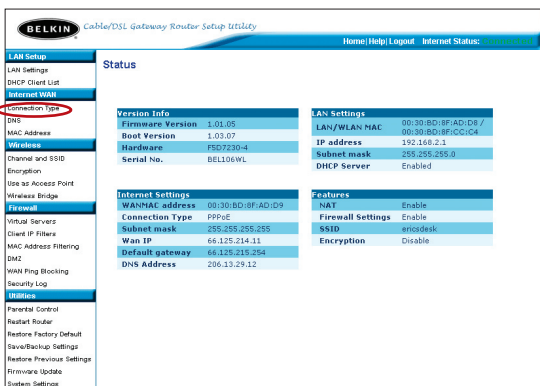 BELKIN Cable/DSL Gateway Router Setup Utility
Home|Help|Logout Internet Status:
LAN Setup
LAN Settings
DHCP Client List
Internet WAN
Connection Type
DNS
MAC Address
Wireless
Channel and SSID
Encryption
Use as Access Point
Wireless Bridge
Firewall
Virtual Servers
Client IP Filters
MAC Address Filtering
DMZ
WAN Ping Blocking
Security Log
Utilities
Parental Control
Restart Router
Restore Factory Default
Save/Backup Settings
Restore Previous Settings
Firmware Update
System Settings
Status
Version Info
Firmware Version 1.01.05
Boot Version 1.03.07
Hardware F5D7230-4
Serial No. BEL106WL
LAN Settings
LAN/WLAN MAC 00:30:BD:8F:AD:D8 /
00:30:BD:8F:CC:C4
IP address 192.168.2.1
Subnet mask 255.255.255.0
DHCP Server Enabled
Internet Settings
WANMAC address 00:30:BD:8F:AD:D9
Connection Type PPPoE
Subnet mask 255.255.255.255
Wan IP 66.125.214.11
Default gateway 66.125.215.254
DNS Address 206.13.29.12
Features
NAT Enable
Firewall Settings Enable
SSID ericsdesk
Encryption Disable